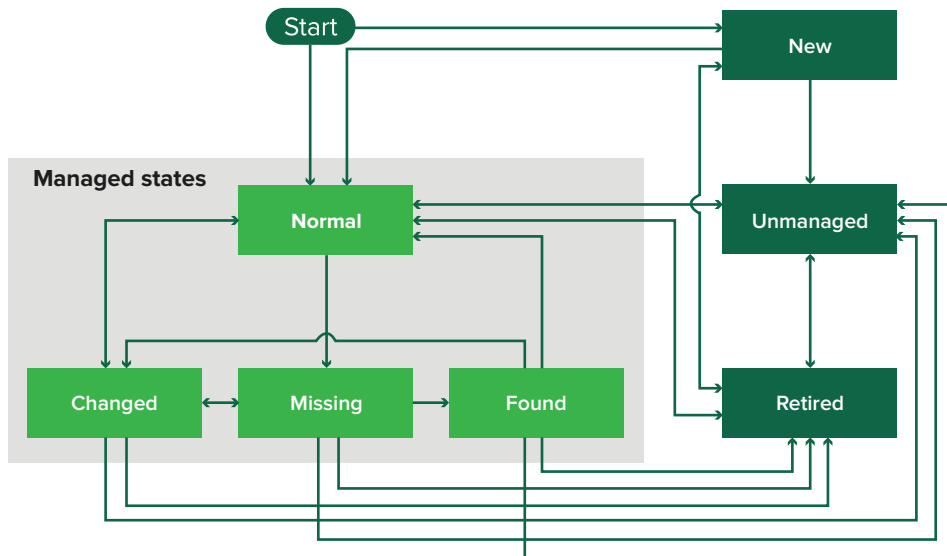 Start
New
Managed states
Normal
Unmanaged
Changed
Missing
Found
Retired